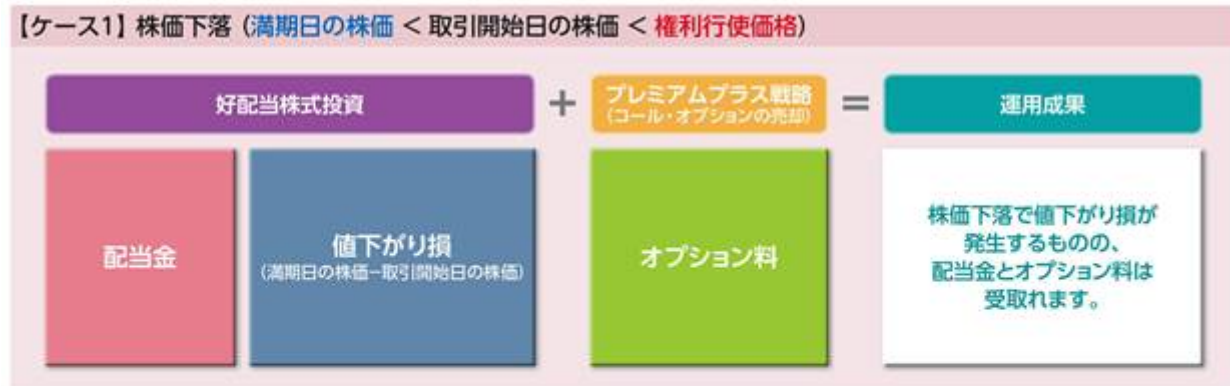 【ケース1】株価下落（満期日の株価 < 取引開始日の株価 < 権利行使価格）
好配当株式投資
+
プレミアムプラス戦略
（コール・オプションの売却）
=
運用成果
配当金
値下がり損
（満期日の株価−取引開始日の株価）
オプション料
株価下落で値下がり損が
発生するものの、
配当金とオプション料は
受取れます。